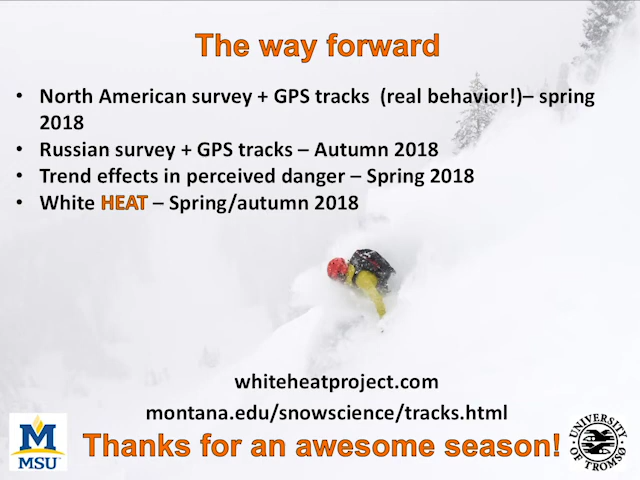 The way forward
• North American survey + GPS tracks  (real behavior!)– spring
2018
• Russian survey + GPS tracks – Autumn 2018
• Trend effects in perceived danger – Spring 2018
• White HEAT – Spring/autumn 2018
whiteheatproject.com
montana.edu/snowscience/tracks.html
Thanks for an awesome season!
M
MSU
UNIVERSITY
OF TROMSØ